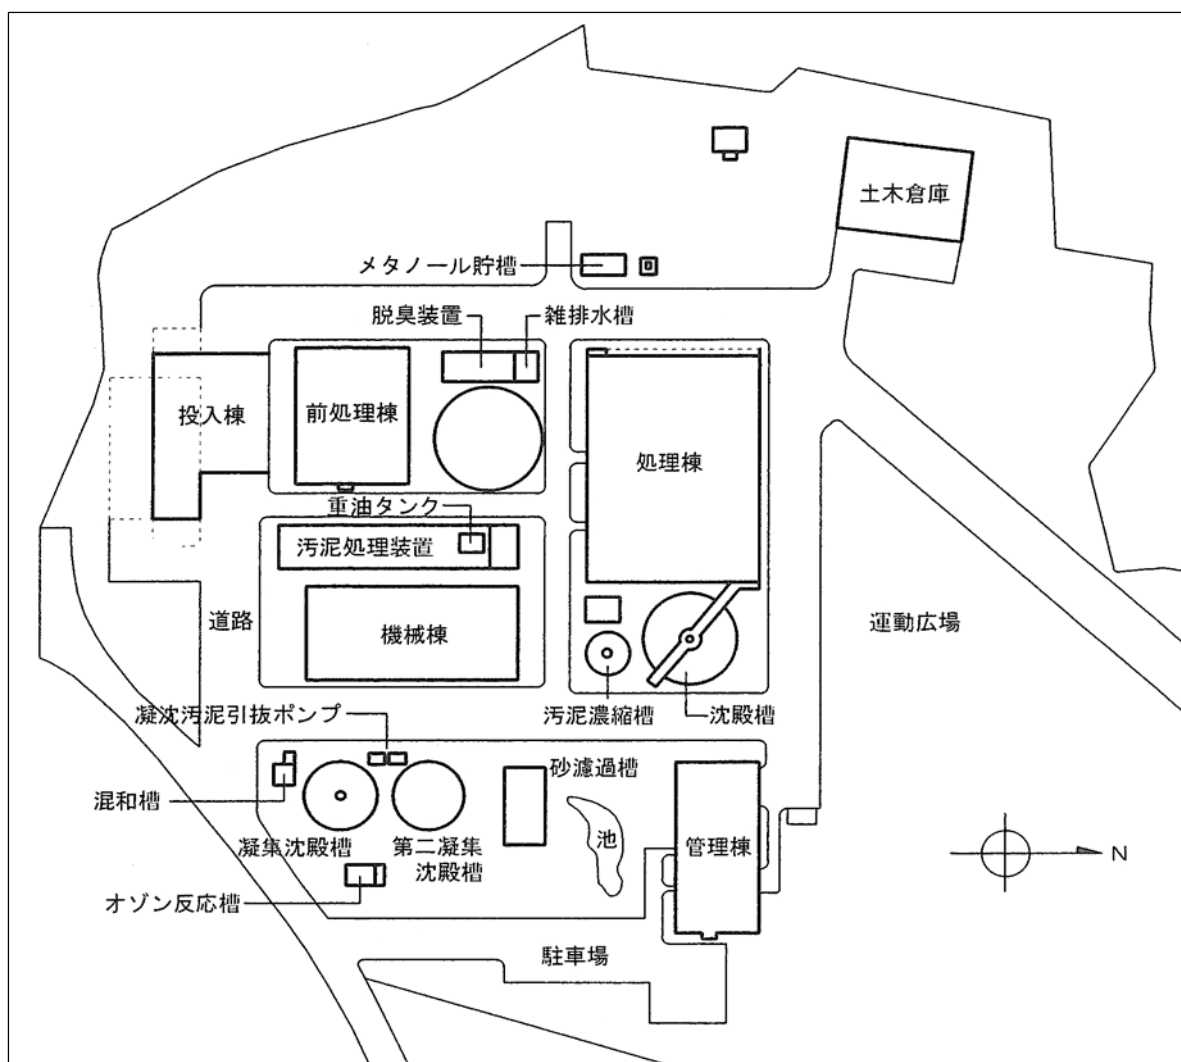 土木倉庫
メタノール貯槽
脱臭装置
雑排水槽
投入棟
前処理棟
処理棟
重油タンク
汚泥処理装置
道路
機械棟
運動広場
凝沈汚泥引抜ポンプ
汚泥濃縮槽
沈殿槽
砂濾過槽
混和槽
池
凝集沈殿槽
第二凝集
沈殿槽
管理棟
N
オゾン反応槽
駐車場